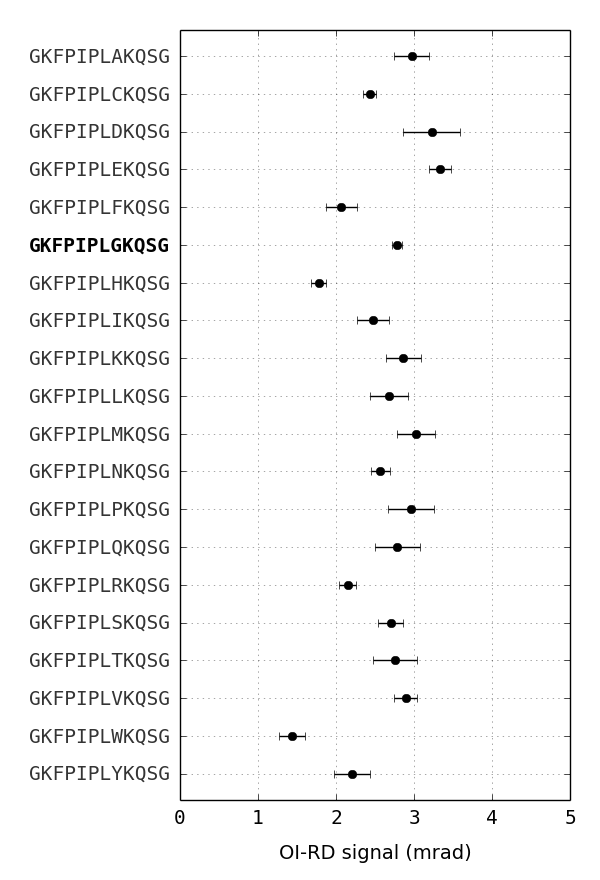 GKFPIPLAKQSG
GKFPIPLCKQSG
GKFPIPLDKQSG
GKFPIPLEKQSG
GKFPIPLFKQSG
GKFPIPLGKQSG
GKFPIPLHKQSG
GKFPIPLIKQSG
GKFPIPLKKQSG
GKFPIPLLKQSG
GKFPIPLMKQSG
GKFPIPLNKQSG
GKFPIPLPKQSG
GKFPIPLQKQSG
GKFPIPLRKQSG
GKFPIPLSKQSG
GKFPIPLTKQSG
GKFPIPLVKQSG
GKFPIPLWKQSG
GKFPIPLYKQSG
0 1 2 3 4 5
OI-RD signal (mrad)